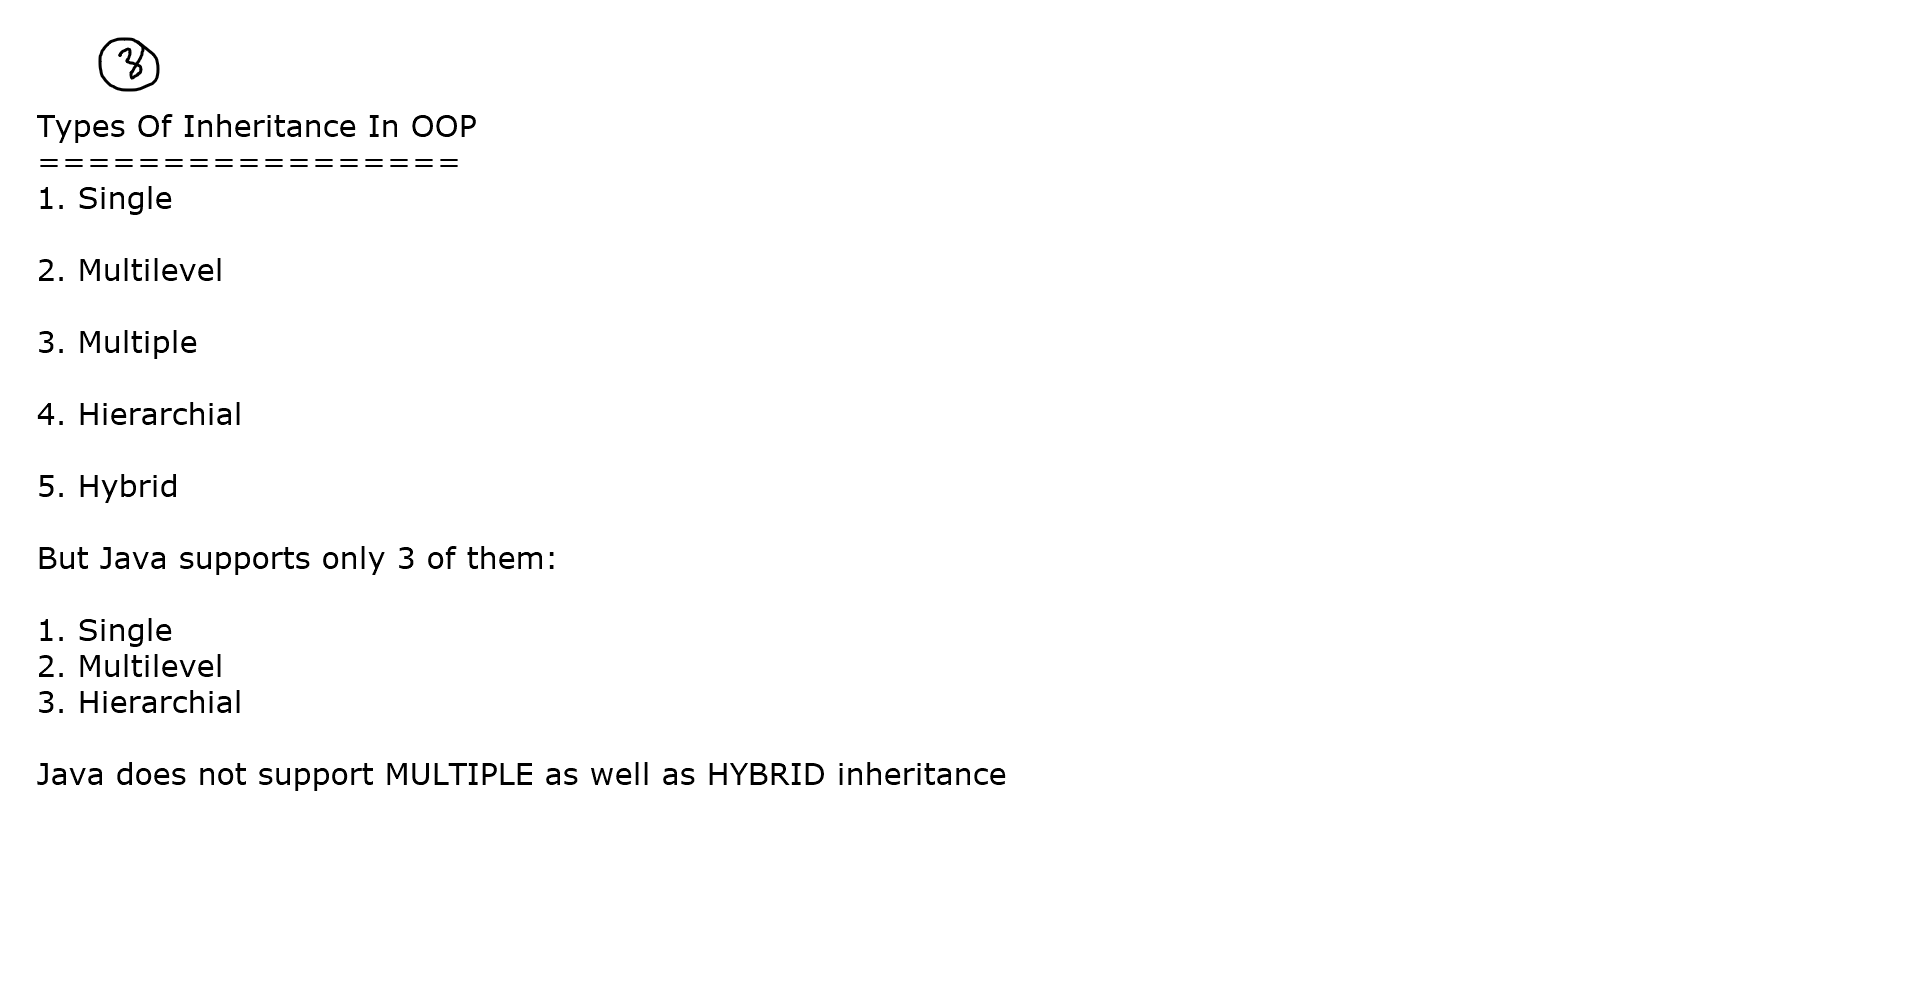 3
Types Of Inheritance In OOP
=================
1. Single
2. Multilevel
3. Multiple
4. Hierarchial
5. Hybrid
But Java supports only 3 of them:
1. Single
2. Multilevel
3. Hierarchial
Java does not support MULTIPLE as well as HYBRID inheritance